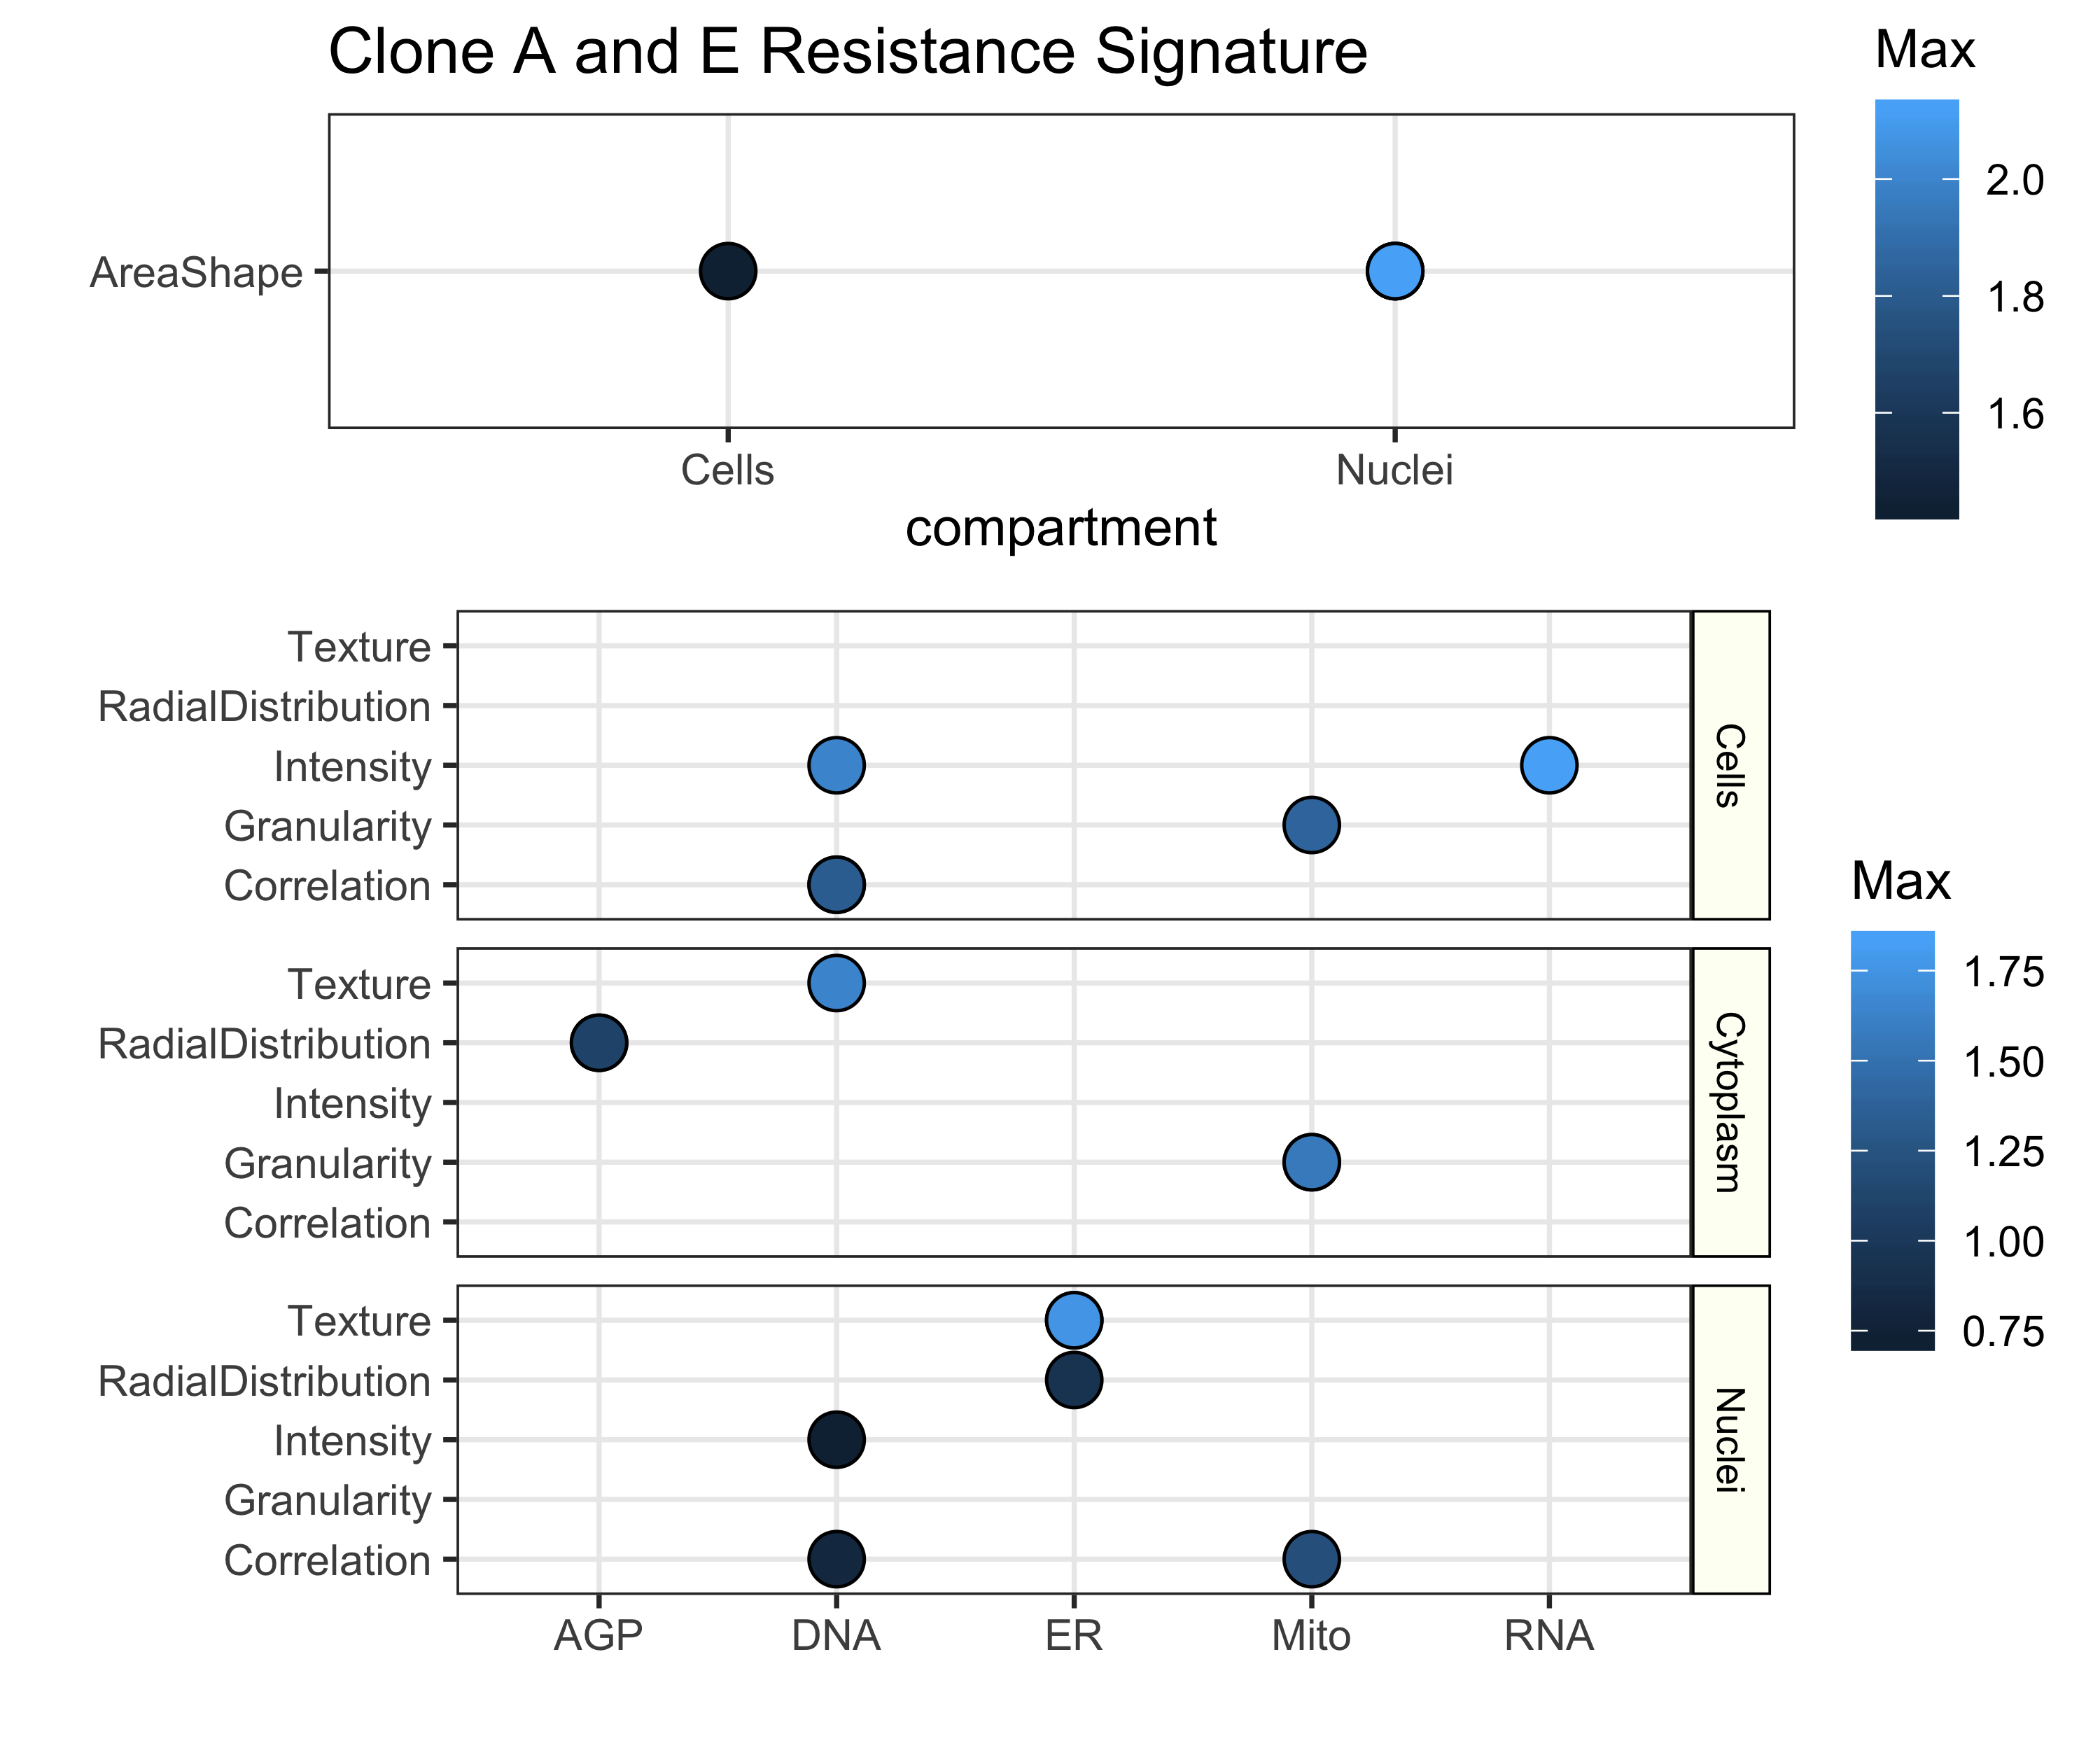 Clone A and E Resistance Signature
Max
2.0
1.8
1.6
AreaShape
Cells Nuclei
compartment
Texture
RadialDistribution
Intensity
Granularity
Correlation
Cells
Texture
RadialDistribution
Intensity
Granularity
Correlation
Cytoplasm
Texture
RadialDistribution
Intensity
Granularity
Correlation
Nuclei
AGP DNA ER Mito RNA
Max
1.75
1.50
1.25
1.00
0.75